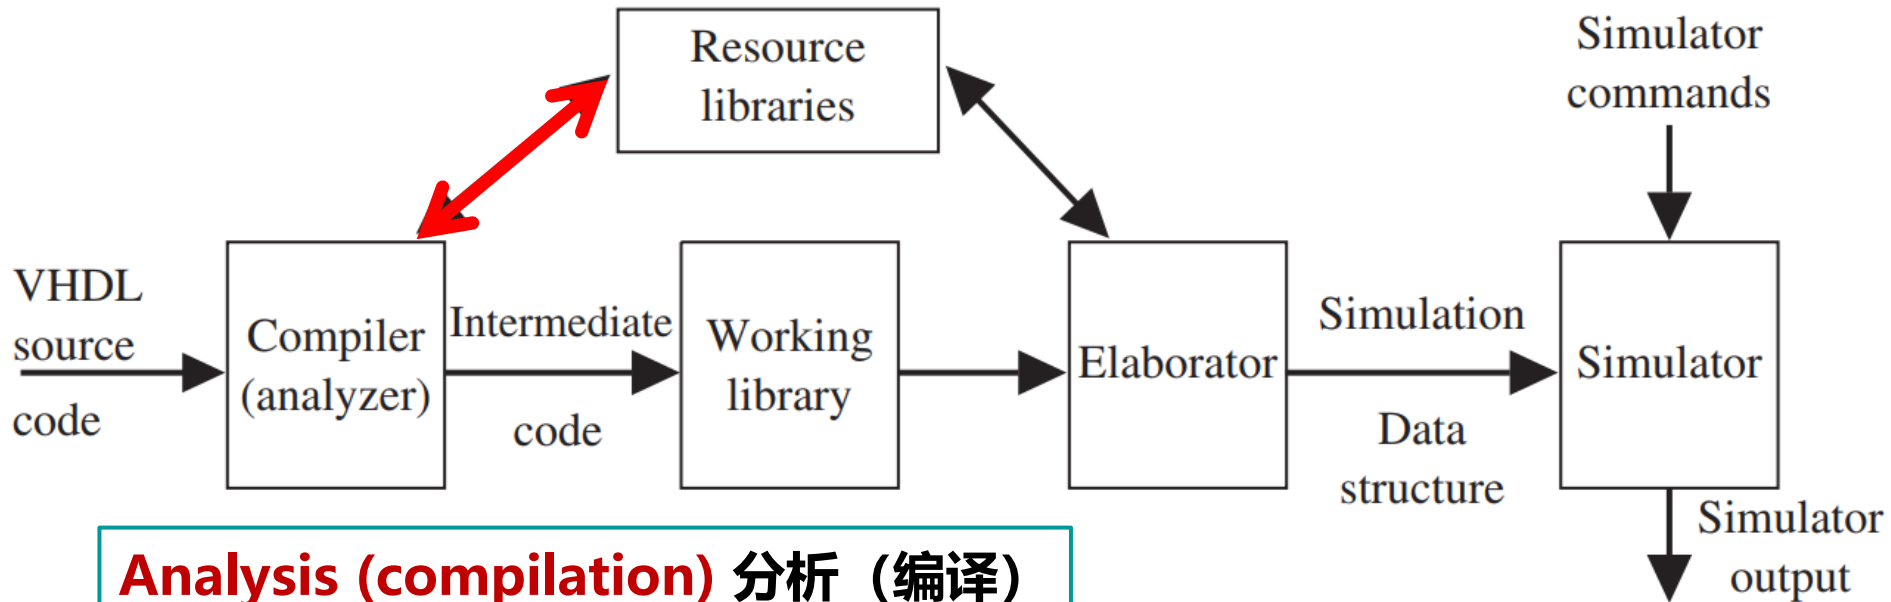 Resource
libraries
Simulator
commands
VHDL
source
code
Compiler
(analyzer)
Intermediate
code
Working
library
Elaborator
Simulation
Data
structure
Simulator
Simulator
output
Analysis (compilation) 分析（编译）